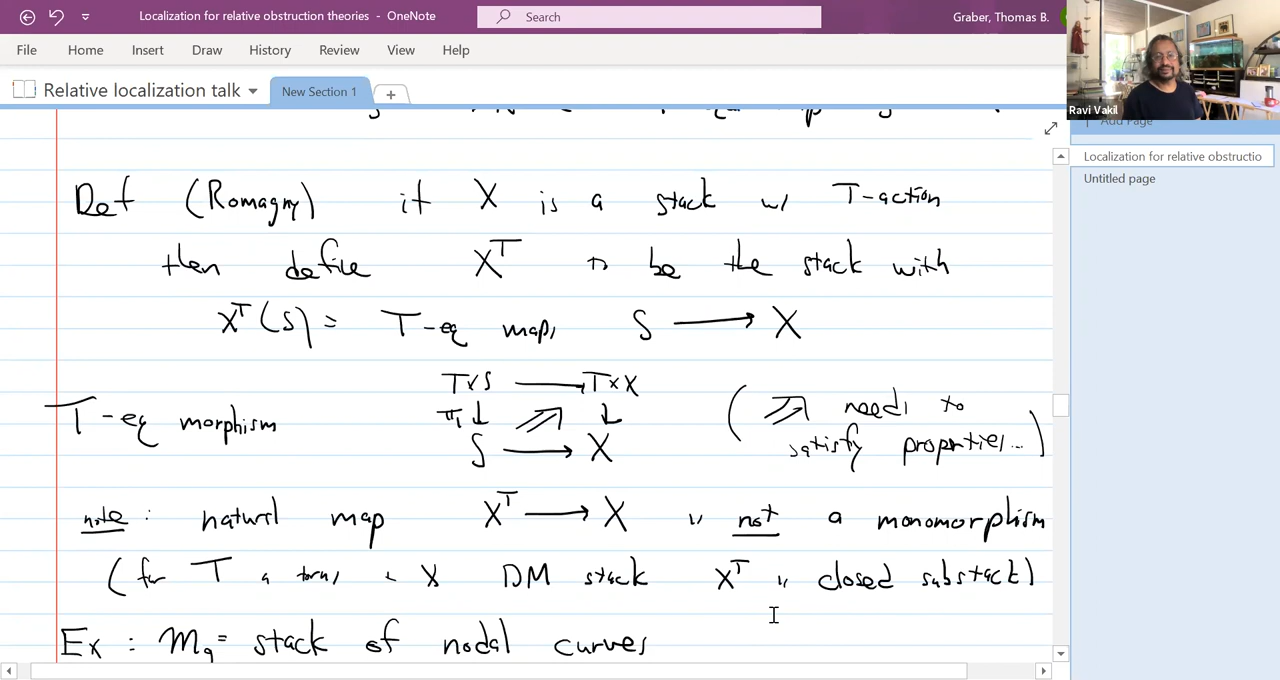 Localization for relative obstruction theories - OneNote
Search
Graber, Thomas B.
File Home Insert Draw History Review View Help
Relative localization talk
New Section 1
+
Ravi Vakil
+ Add Page
Localization for relative obstructio
Untitled page
Def (Romagny) if X is a stack w/ T-action
then define X^T to be the stack with
X^T(S) = T-eq maps S → X
T×S → T×X
T-eq morphism π ↓ ⇗ ↓ ( ⇗ needs to
S → X satisfy properties... )
note : natural map X^T → X is not a monomorphism
(for T a torus + X DM stack X^T is closed substack)
Ex : M_g = stack of nodal curves